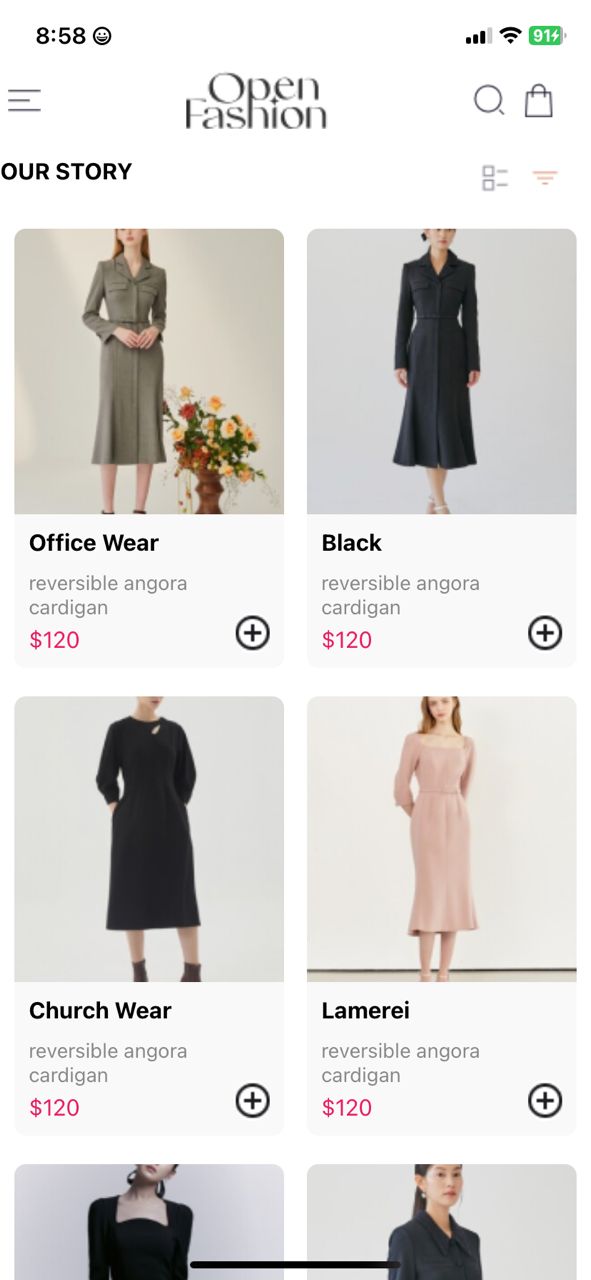 8:58
91
Open
Fashion
OUR STORY
Office Wear
reversible angora
cardigan
$120
Black
reversible angora
cardigan
$120
Church Wear
reversible angora
cardigan
$120
Lamerei
reversible angora
cardigan
$120